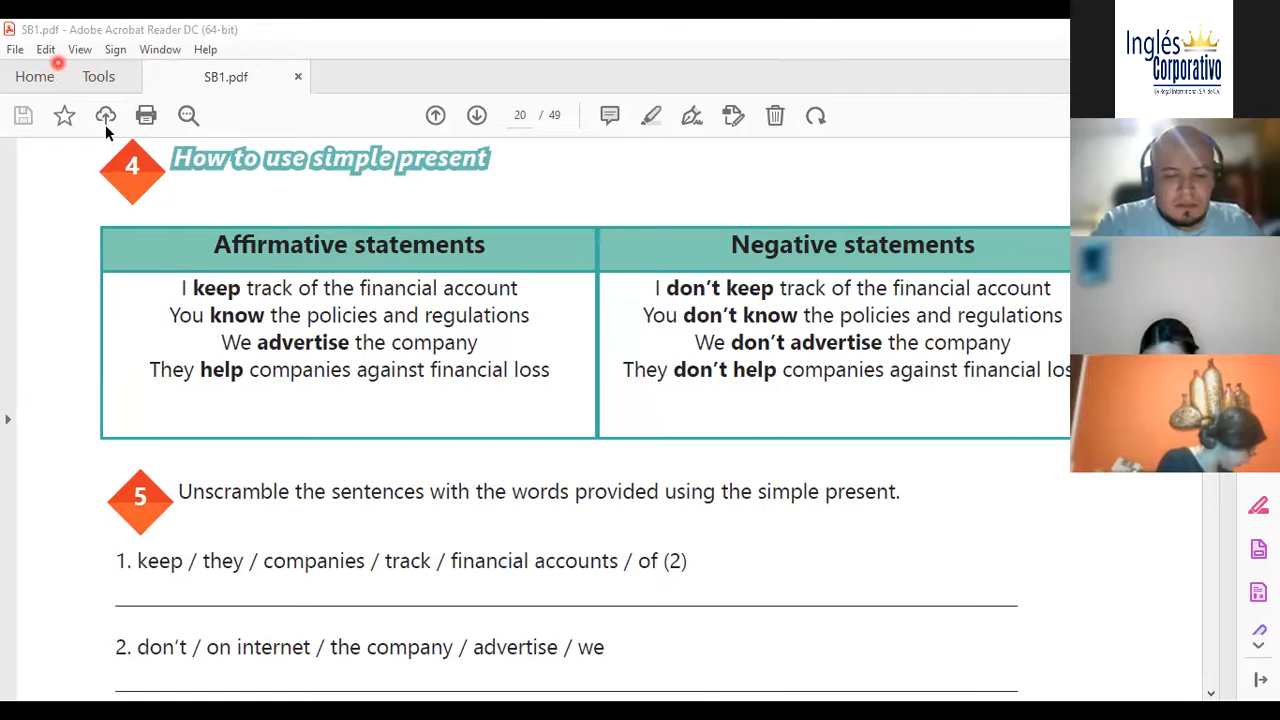 SB1.pdf - Adobe Acrobat Reader DC (64-bit)
File Edit View Sign Window Help
Home Tools SB1.pdf ×
20 / 49
4 How to use simple present
Affirmative statements
I keep track of the financial account
You know the policies and regulations
We advertise the company
They help companies against financial loss
Negative statements
I don’t keep track of the financial account
You don’t know the policies and regulations
We don’t advertise the company
They don’t help companies against financial los
5 Unscramble the sentences with the words provided using the simple present.
1. keep / they / companies / track / financial accounts / of (2)
2. don’t / on internet / the company / advertise / we
Inglés
Corporativo